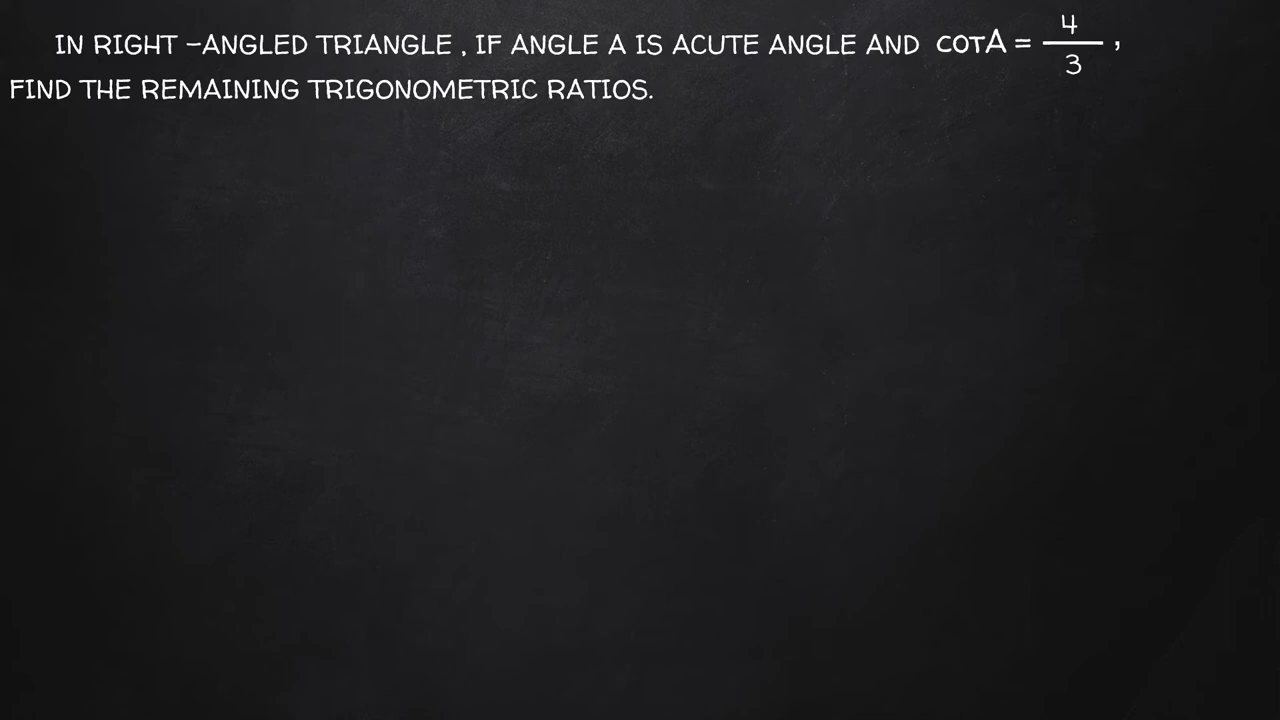 IN RIGHT -ANGLED TRIANGLE , IF ANGLE A IS ACUTE ANGLE AND cotA = 4/3 ,
FIND THE REMAINING TRIGONOMETRIC RATIOS.